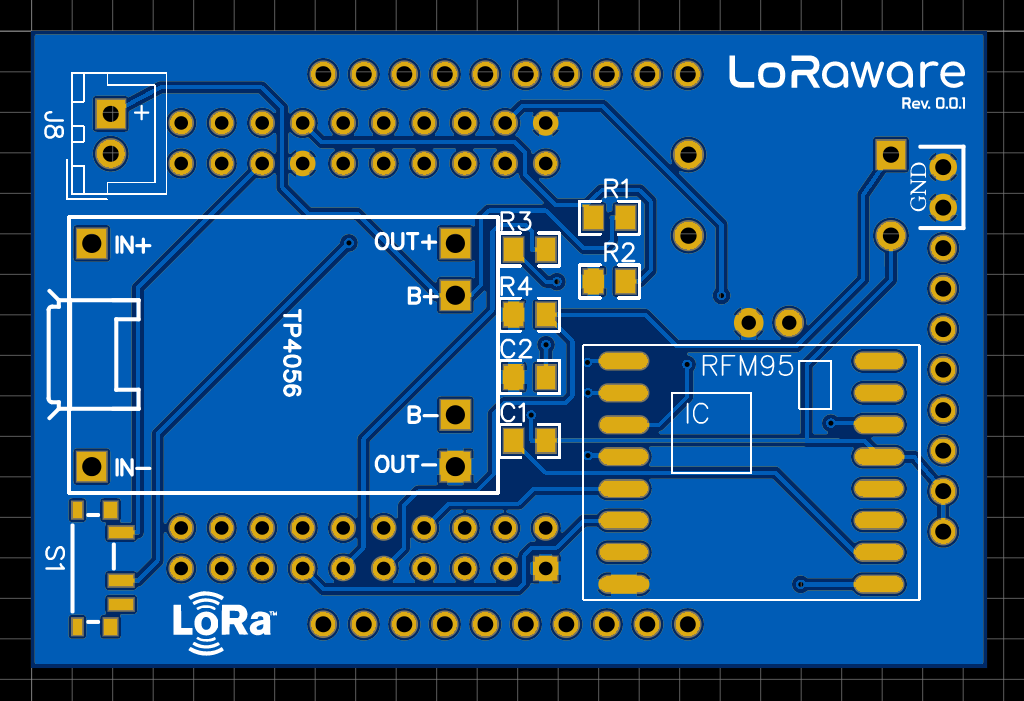 LoRaware
Rev. 0.0.1
J8
+
GND
R1
R3
IN+
OUT+
R2
R4
B+
TP4056
C2
RFM95
IC
C1
B-
IN-
OUT-
S1
LoRa™